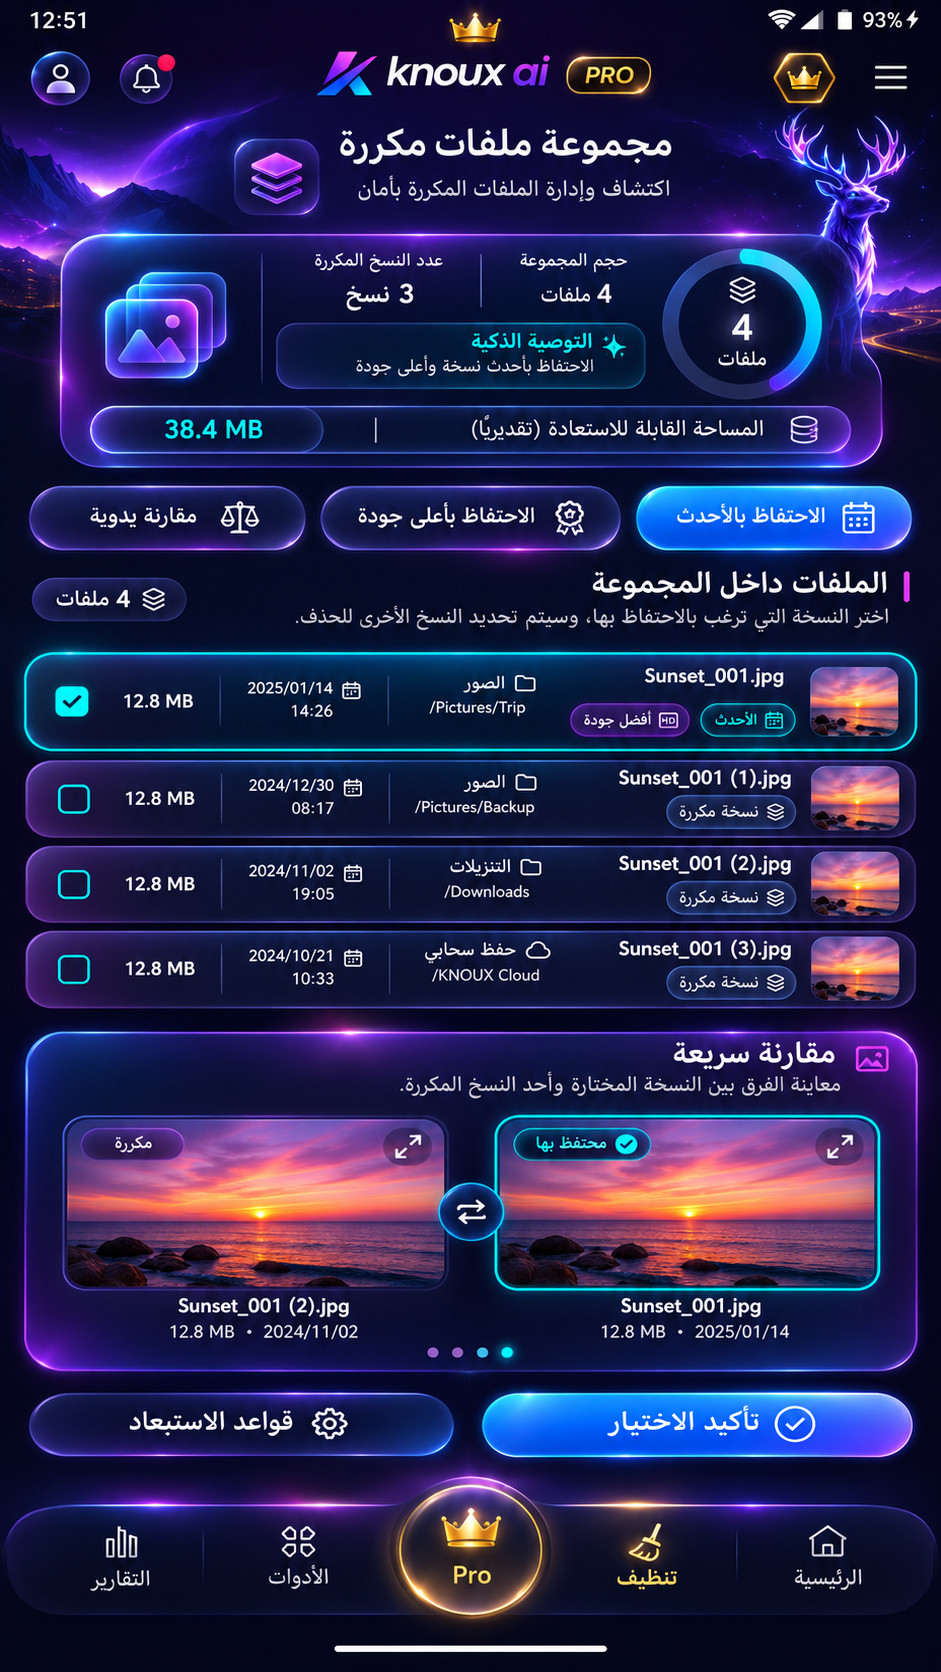 12:51
93%
knoux ai
PRO
مجموعة ملفات مكررة
اكتشاف وإدارة الملفات المكررة بأمان
4
ملفات
حجم المجموعة
4 ملفات
عدد النسخ المكررة
3 نسخ
التوصية الذكية
الاحتفاظ بأحدث نسخة وأعلى جودة
المساحة القابلة للاستعادة (تقديريًا)
|
38.4 MB
الاحتفاظ بالأحدث
الاحتفاظ بأعلى جودة
مقارنة يدوية
الملفات داخل المجموعة
4 ملفات
اختر النسخة التي ترغب بالاحتفاظ بها، وسيتم تحديد النسخ الأخرى للحذف.
Sunset_001.jpg
الأحدث
HD أفضل جودة
الصور
/Pictures/Trip
2025/01/14
14:26
12.8 MB
Sunset_001 (1).jpg
نسخة مكررة
الصور
/Pictures/Backup
2024/12/30
08:17
12.8 MB
Sunset_001 (2).jpg
نسخة مكررة
التنزيلات
/Downloads
2024/11/02
19:05
12.8 MB
Sunset_001 (3).jpg
نسخة مكررة
حفظ سحابي
/KNOUX Cloud
2024/10/21
10:33
12.8 MB
مقارنة سريعة
معاينة الفرق بين النسخة المختارة وأحد النسخ المكررة.
محتفظ بها
Sunset_001.jpg
12.8 MB • 2025/01/14
مكررة
Sunset_001 (2).jpg
12.8 MB • 2024/11/02
تأكيد الاختيار
قواعد الاستبعاد
الرئيسية
تنظيف
Pro
الأدوات
التقارير